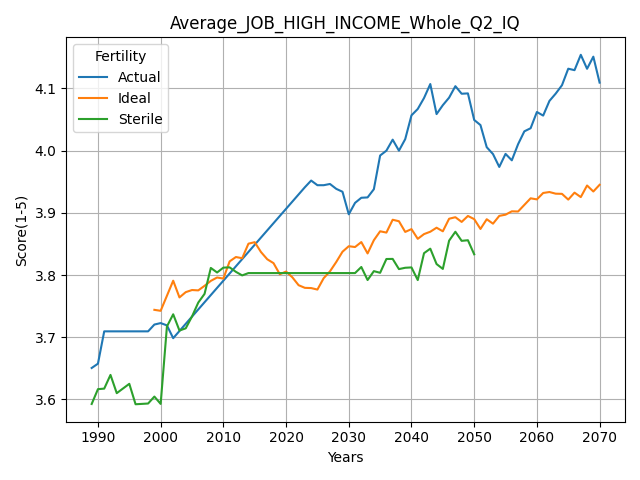 Average_JOB_HIGH_INCOME_Whole_Q2_IQ
Fertility
Actual
Ideal
Sterile
Score(1-5)
4.1
4.0
3.9
3.8
3.7
3.6
1990 2000 2010 2020 2030 2040 2050 2060 2070
Years